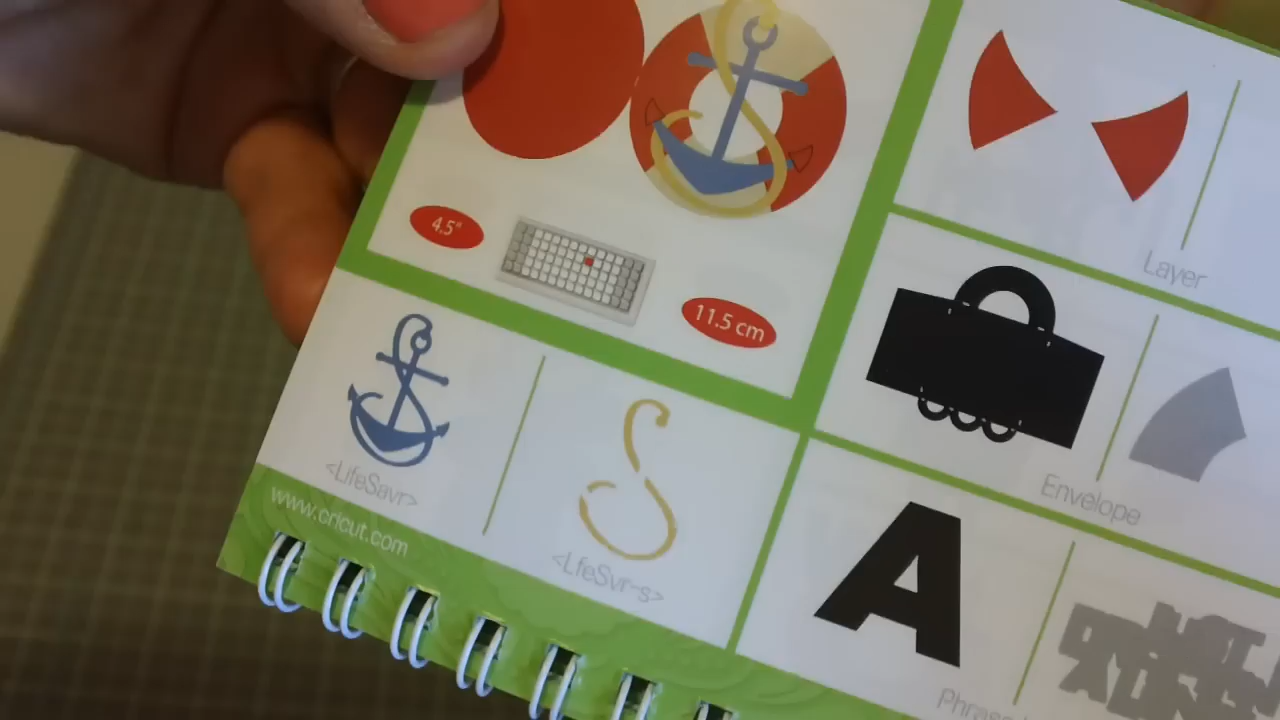 4,5"
11.5 cm
<LifeSavr>
<LfeSvr-s>
www.cricut.com
Layer
Envelope
A